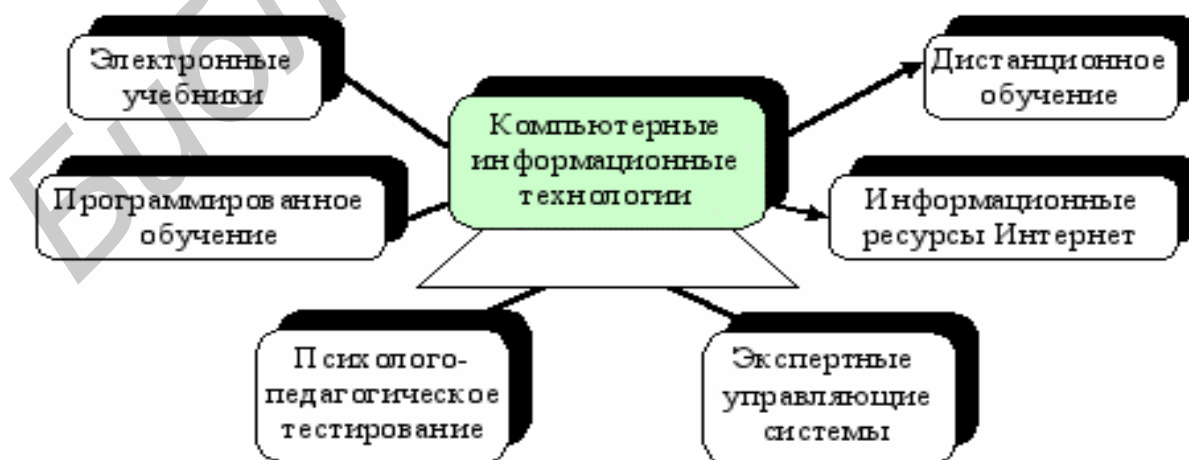 Электронные
учебники
Компьютерные
информационные
технологии
Дистанционное
обучение
Программированное
обучение
Информационные
ресурсы Интернет
Психолого-
педагогическое
тестирование
Экспертные
управляющие
системы